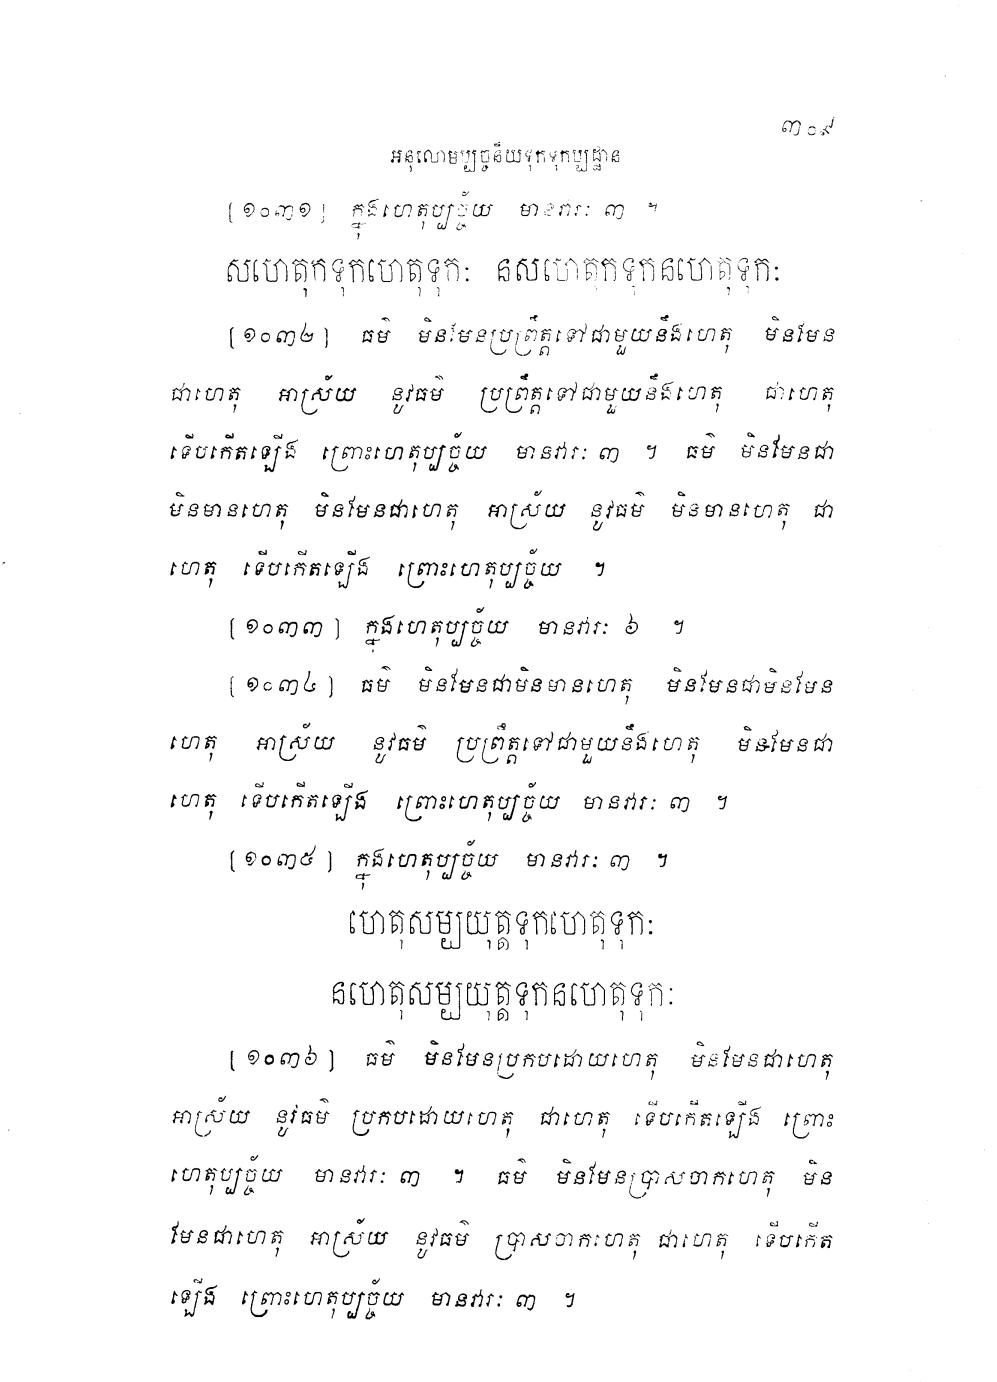 ៣០៩
អនុលោមប្បច្ចនីយទុកទុកប្បដ្ឋាន
[១០៣១] ក្នុងហេតុប្បច្ច័យ មានវារៈ ៣ ។
សហេតុកទុកហេតុទុកៈ នសហេតុកទុកនហេតុទុកៈ
[១០៣២] ធម៌ មិនមែនប្រព្រឹត្តទៅជាមួយនឹងហេតុ មិនមែន
ជាហេតុ អាស្រ័យ នូវធម៌ ប្រព្រឹត្តទៅជាមួយនឹងហេតុ ជាហេតុ
ទើបកើតឡើង ព្រោះហេតុប្បច្ច័យ មានវារៈ ៣ ។ ធម៌ មិនមែនជា
មិនមានហេតុ មិនមែនជាហេតុ អាស្រ័យ នូវធម៌ មិនមានហេតុ ជា
ហេតុ ទើបកើតឡើង ព្រោះហេតុប្បច្ច័យ ។
[១០៣៣] ក្នុងហេតុប្បច្ច័យ មានវារៈ ៦ ។
[១០៣៤] ធម៌ មិនមែនជាមិនមានហេតុ មិនមែនជាមិនមែន
ហេតុ អាស្រ័យ នូវធម៌ ប្រព្រឹត្តទៅជាមួយនឹងហេតុ មិនមែនជា
ហេតុ ទើបកើតឡើង ព្រោះហេតុប្បច្ច័យ មានវារៈ ៣ ។
[១០៣៥] ក្នុងហេតុប្បច្ច័យ មានវារៈ ៣ ។
ហេតុសម្បយុត្តទុកហេតុទុកៈ
នហេតុសម្បយុត្តទុកនហេតុទុកៈ
[១០៣៦] ធម៌ មិនមែនប្រកបដោយហេតុ មិនមែនជាហេតុ
អាស្រ័យ នូវធម៌ ប្រកបដោយហេតុ ជាហេតុ ទើបកើតឡើង ព្រោះ
ហេតុប្បច្ច័យ មានវារៈ ៣ ។ ធម៌ មិនមែនប្រាសចាកហេតុ មិន
មែនជាហេតុ អាស្រ័យ នូវធម៌ ប្រាសចាកហេតុ ជាហេតុ ទើបកើត
ឡើង ព្រោះហេតុប្បច្ច័យ មានវារៈ ៣ ។